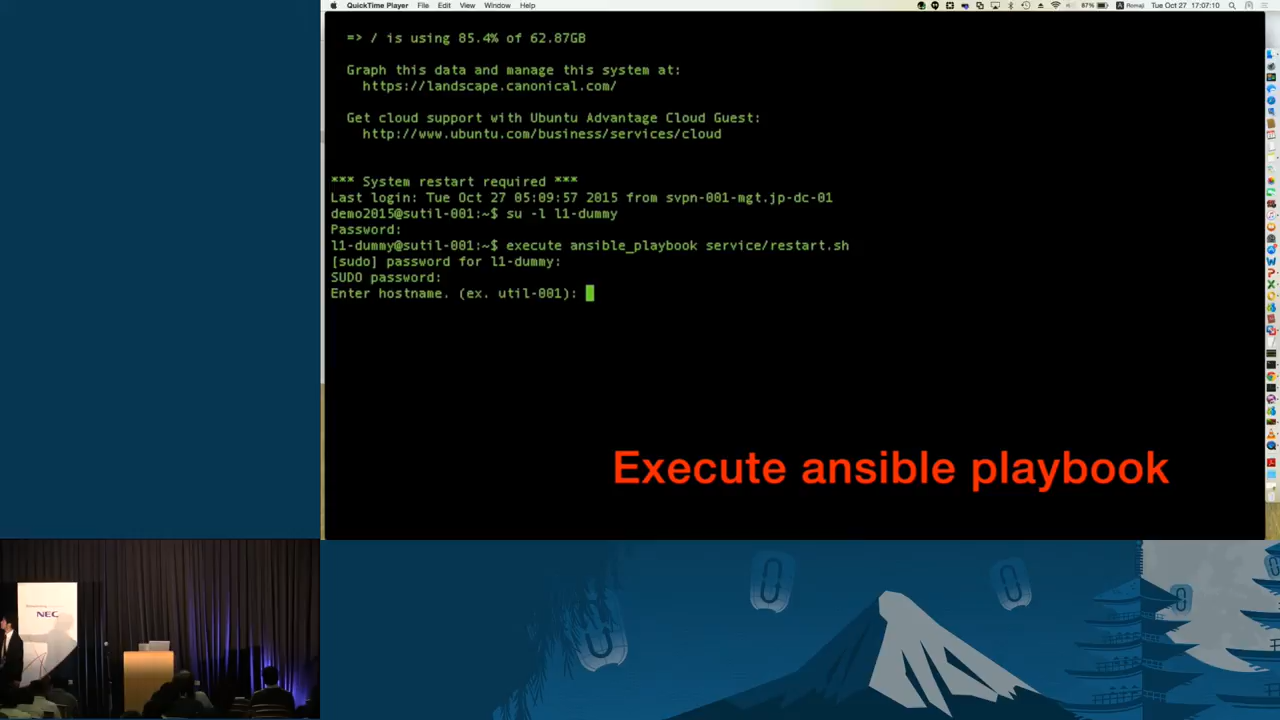 QuickTime Player File Edit View Window Help
87% Romaji Tue Oct 27 17:07:10
=> / is using 85.4% of 62.87GB
Graph this data and manage this system at:
https://landscape.canonical.com/
Get cloud support with Ubuntu Advantage Cloud Guest:
http://www.ubuntu.com/business/services/cloud
*** System restart required ***
Last login: Tue Oct 27 05:09:57 2015 from svpn-001-mgt.jp-dc-01
demo2015@sutil-001:~$ su -l l1-dummy
Password:
l1-dummy@sutil-001:~$ execute ansible_playbook service/restart.sh
[sudo] password for l1-dummy:
SUDO password:
Enter hostname. (ex. util-001):
Execute ansible playbook
NEC